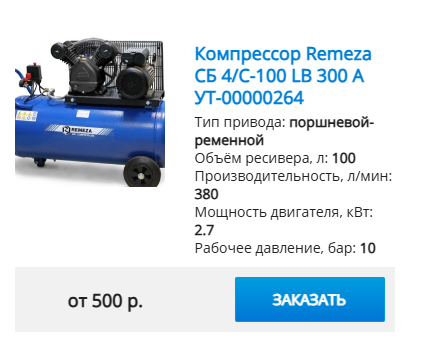 Компрессор Remeza
СБ 4/С-100 LB 300 А
УТ-00000264
Тип привода: поршневой-
ременной
Объём ресивера, л: 100
Производительность, л/мин:
380
Мощность двигателя, кВт:
2.7
Рабочее давление, бар: 10
REMEZA
от 500 р.
ЗАКАЗАТЬ